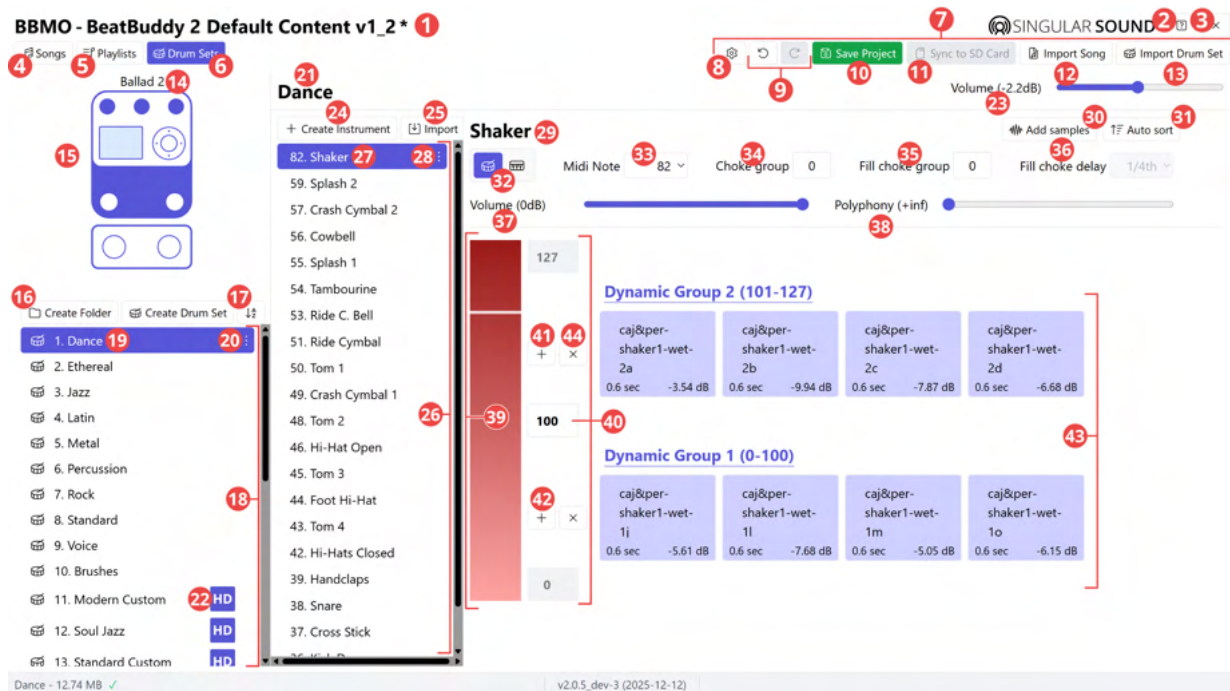 BBMO - BeatBuddy 2 Default Content v1_2 * 1
7
SINGULAR SOUND 2 3
4 5 6
Songs Playlists Drum Sets
8 9 10 11 12 13
Save Project Sync to SD Card Import Song Import Drum Set
14
15
21
Dance
Volume (-2.2dB)
23
24 25
+ Create Instrument Import
Shaker 29
30 31
Add samples Auto sort
32
33 34 35 36
Midi Note 82 Choke group 0 Fill choke group 0 Fill choke delay 1/4th
Volume (0dB) Polyphony (+inf)
37 38
16 17
Create Folder Create Drum Set
1. Dance 19 20
2. Ethereal
3. Jazz
4. Latin
5. Metal
6. Percussion
7. Rock
18
8. Standard
9. Voice
10. Brushes
11. Modern Custom 22 HD
12. Soul Jazz HD
13. Standard Custom HD
82. Shaker 27 28
59. Splash 2
57. Crash Cymbal 2
56. Cowbell
55. Splash 1
54. Tambourine
53. Ride C. Bell
51. Ride Cymbal
50. Tom 1
49. Crash Cymbal 1
48. Tom 2
26
46. Hi-Hat Open
45. Tom 3
44. Foot Hi-Hat
43. Tom 4
42. Hi-Hats Closed
39. Handclaps
38. Snare
37. Cross Stick
127
41 44
+ ×
39
100
40
42
+ ×
0
Dynamic Group 2 (101-127)
caj&per-
shaker1-wet-
2a
0.6 sec -3.54 dB
caj&per-
shaker1-wet-
2b
0.6 sec -9.94 dB
caj&per-
shaker1-wet-
2c
0.6 sec -7.87 dB
caj&per-
shaker1-wet-
2d
0.6 sec -6.68 dB
43
Dynamic Group 1 (0-100)
caj&per-
shaker1-wet-
1j
0.6 sec -5.61 dB
caj&per-
shaker1-wet-
1l
0.6 sec -7.68 dB
caj&per-
shaker1-wet-
1m
0.6 sec -5.05 dB
caj&per-
shaker1-wet-
1o
0.6 sec -6.15 dB
Dance - 12.74 MB ✓
v2.0.5_dev-3 (2025-12-12)